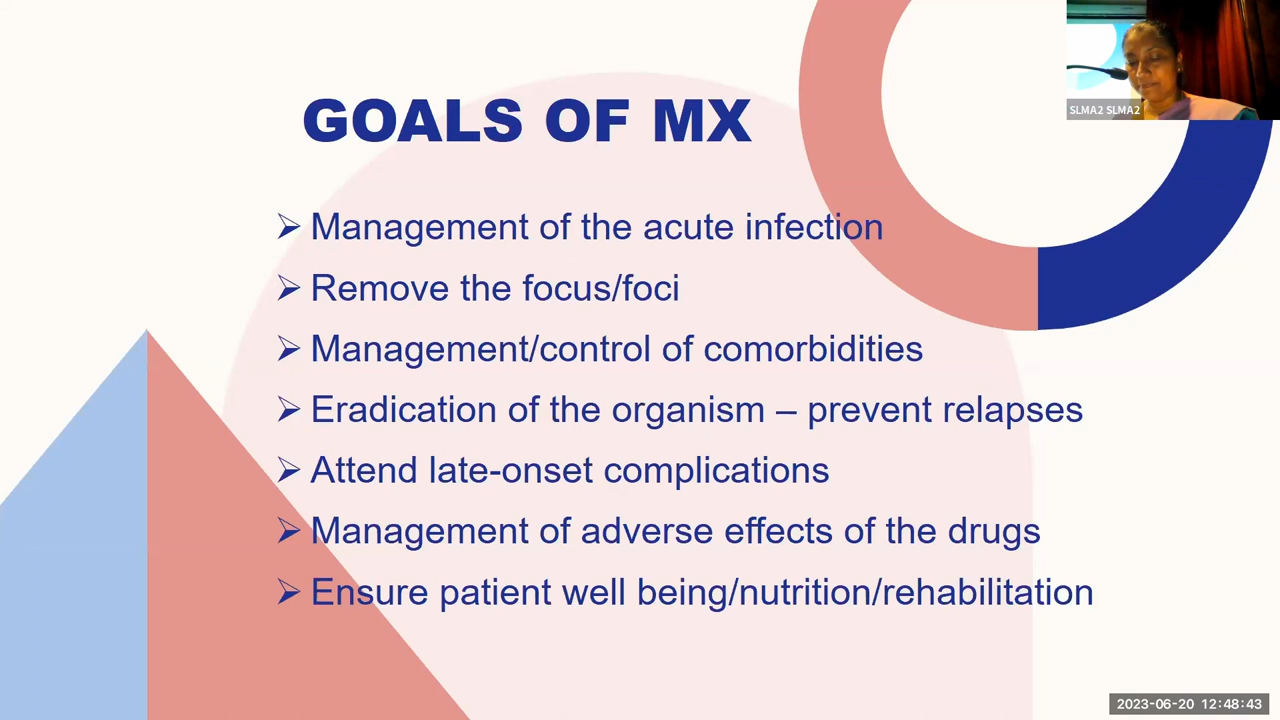 SLMA2 SLMA2
GOALS OF MX
➢ Management of the acute infection
➢ Remove the focus/foci
➢ Management/control of comorbidities
➢ Eradication of the organism – prevent relapses
➢ Attend late-onset complications
➢ Management of adverse effects of the drugs
➢ Ensure patient well being/nutrition/rehabilitation
2023-06-20 12:48:43